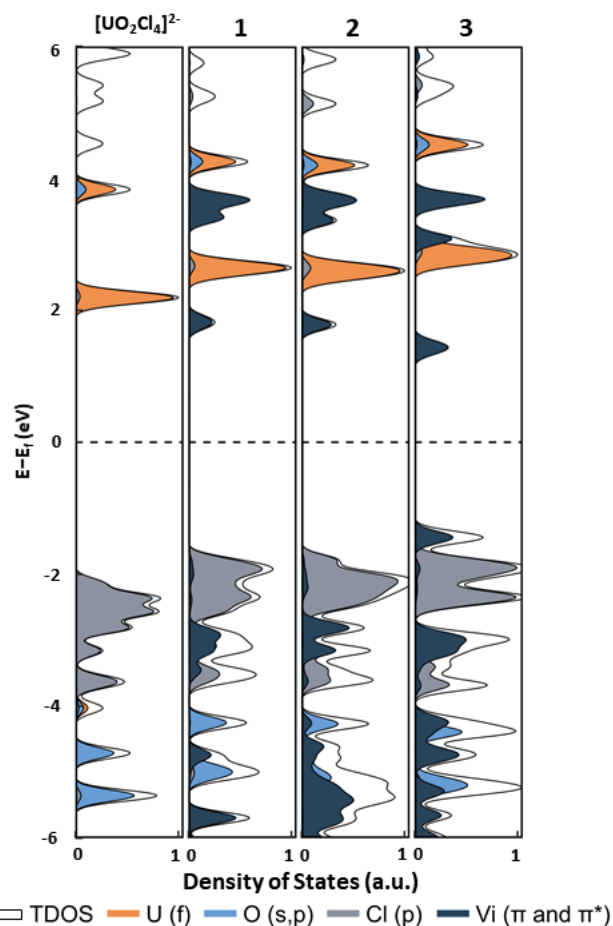 [UO₂Cl₄]²⁻ 1 2 3
6
4
2
0
-2
-4
-6
E−E_f (eV)
0 1 0 1 0 1 0 1
Density of States (a.u.)
TDOS U (f) O (s,p) Cl (p) Vi (π and π*)